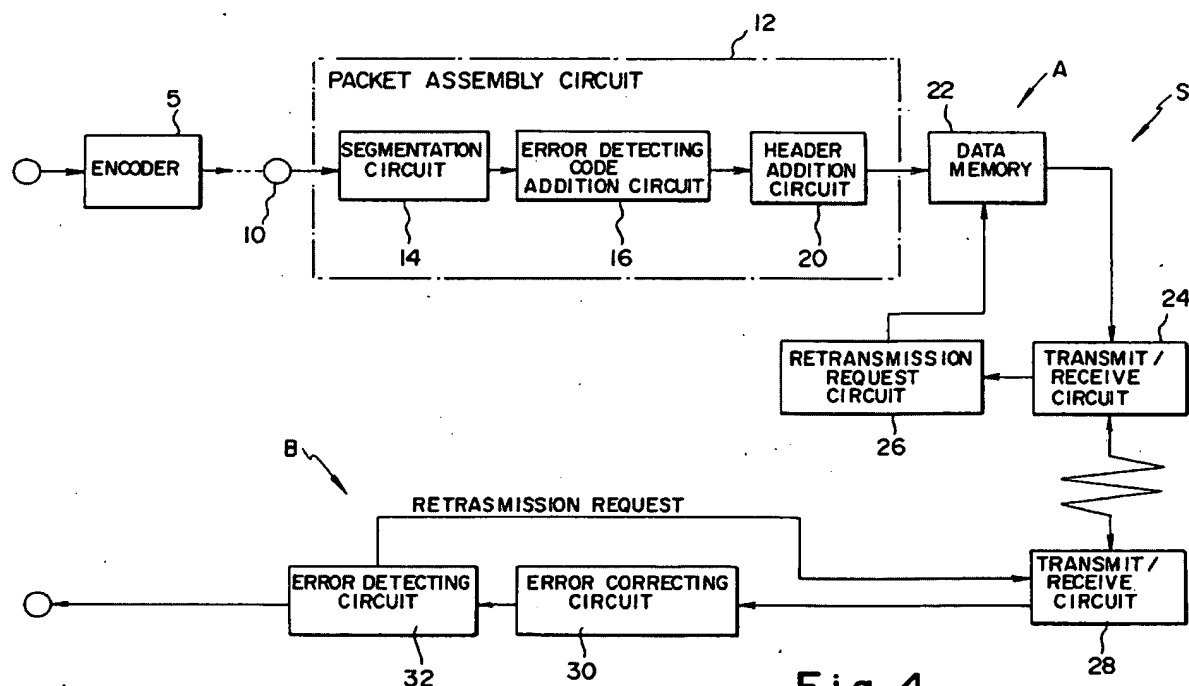 12
PACKET ASSEMBLY CIRCUIT
A
S
5
22
ENCODER
SEGMENTATION
CIRCUIT
ERROR DETECTING
CODE
ADDITION CIRCUIT
HEADER
ADDITION
CIRCUIT
DATA
MEMORY
10
14
16
20
24
RETRANSMISSION
REQUEST
CIRCUIT
TRANSMIT /
RECEIVE
CIRCUIT
26
B
RETRASMISSION REQUEST
ERROR DETECTING
CIRCUIT
ERROR CORRECTING
CIRCUIT
TRANSMIT /
RECEIVE
CIRCUIT
32
30
28
Fig. 4